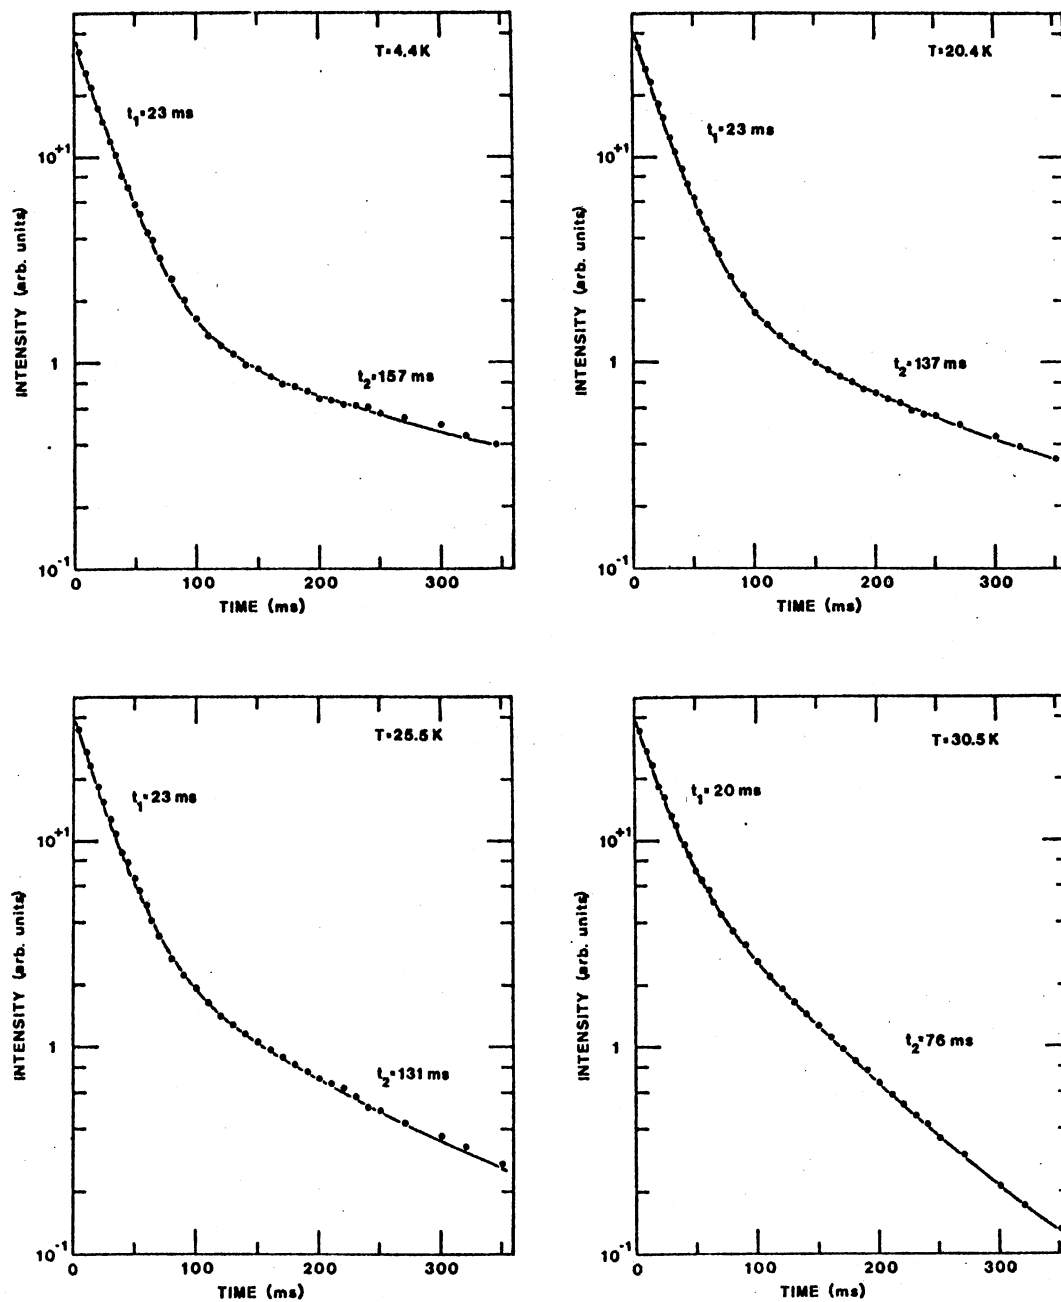 T=4.4K
t1=23 ms
10+1
1
10-1
t2=157 ms
INTENSITY (arb. units)
0 100 200 300
TIME (ms)
T=20.4K
t1=23 ms
10+1
1
10-1
t2=137 ms
INTENSITY (arb. units)
0 100 200 300
TIME (ms)
T=25.5K
t1=23 ms
10+1
1
10-1
t2=131 ms
INTENSITY (arb. units)
0 100 200 300
TIME (ms)
T=30.5K
t1=20 ms
10+1
1
10-1
t2=76 ms
INTENSITY (arb. units)
0 100 200 300
TIME (ms)